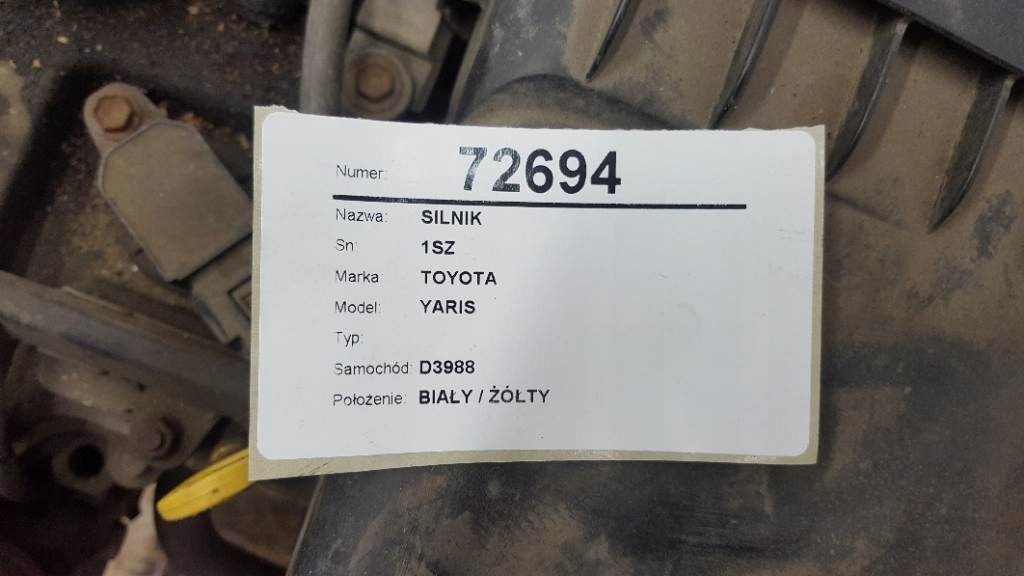 Numer: 72694
Nazwa: SILNIK
Sn: 1SZ
Marka TOYOTA
Model: YARIS
Typ:
Samochód: D3988
Położenie: BIAŁY / ŻÓŁTY